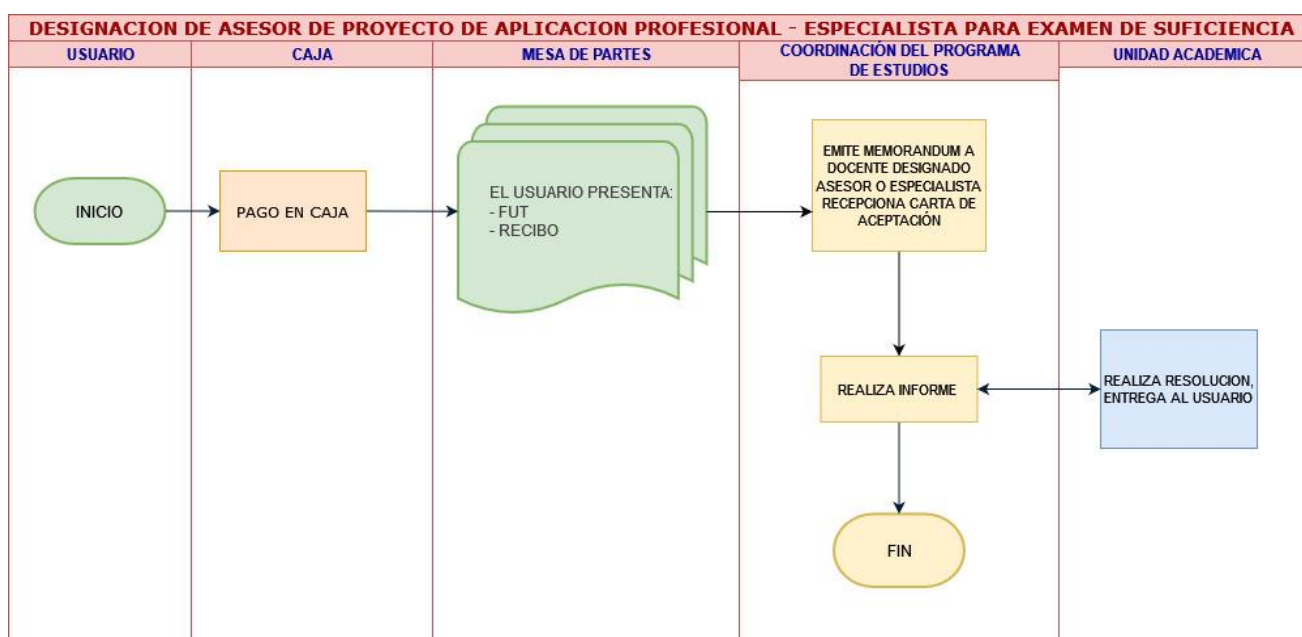 DESIGNACION DE ASESOR DE PROYECTO DE APLICACION PROFESIONAL - ESPECIALISTA PARA EXAMEN DE SUFICIENCIA
USUARIO
CAJA
MESA DE PARTES
COORDINACIÓN DEL PROGRAMA
DE ESTUDIOS
UNIDAD ACADEMICA
INICIO
PAGO EN CAJA
EL USUARIO PRESENTA:
- FUT
- RECIBO
EMITE MEMORANDUM A
DOCENTE DESIGNADO
ASESOR O ESPECIALISTA
RECEPCIONA CARTA DE
ACEPTACIÓN
REALIZA INFORME
REALIZA RESOLUCION,
ENTREGA AL USUARIO
FIN